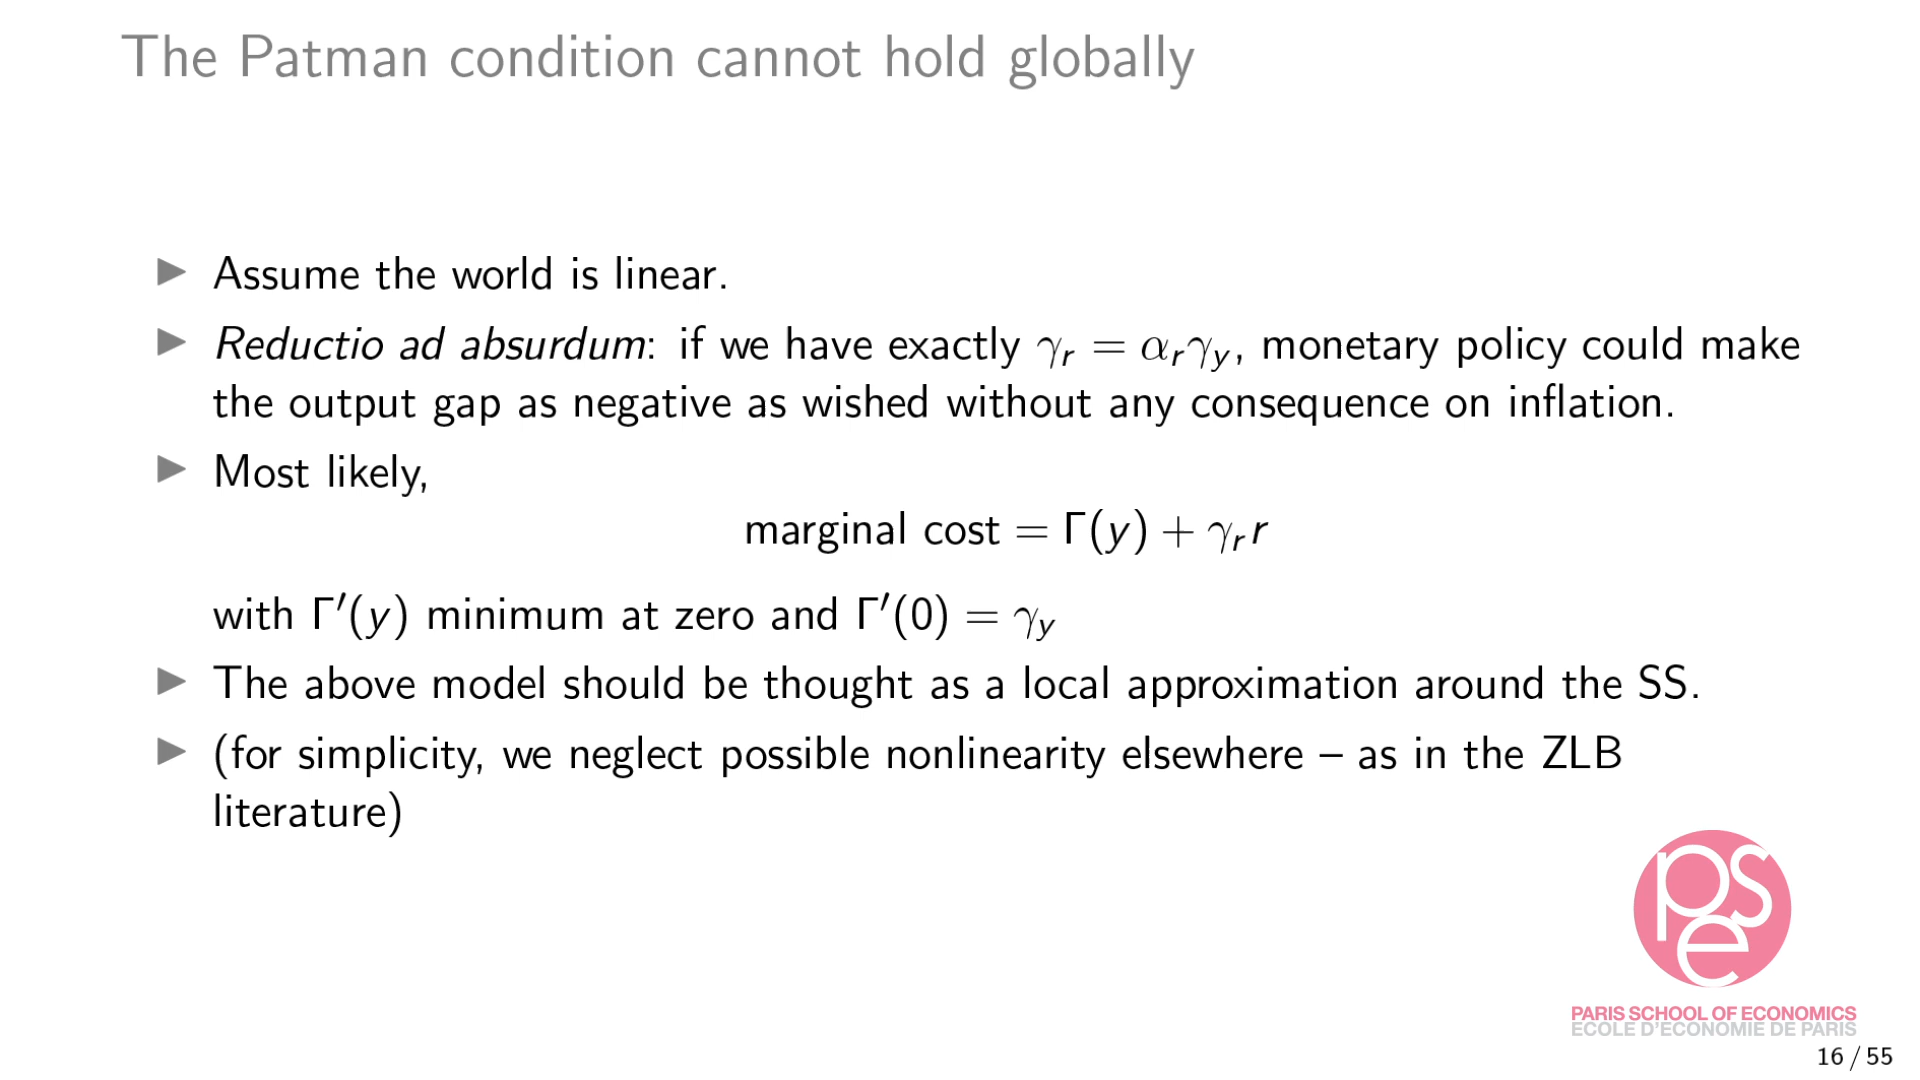 The Patman condition cannot hold globally
▶ Assume the world is linear.
▶ Reductio ad absurdum: if we have exactly γᵣ = αᵣγ_y, monetary policy could make
the output gap as negative as wished without any consequence on inflation.
▶ Most likely,
marginal cost = Γ(y) + γᵣr
with Γ′(y) minimum at zero and Γ′(0) = γ_y
▶ The above model should be thought as a local approximation around the SS.
▶ (for simplicity, we neglect possible nonlinearity elsewhere – as in the ZLB
literature)
pse
PARIS SCHOOL OF ECONOMICS
ECOLE D'ECONOMIE DE PARIS
16 / 55